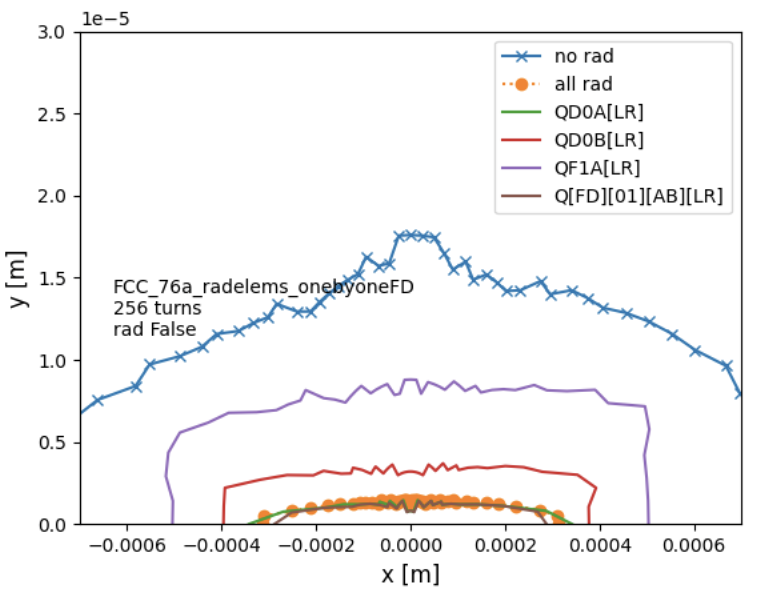 1e−5
3.0
2.5
2.0
1.5
1.0
0.5
0.0
y [m]
no rad
all rad
QD0A[LR]
QD0B[LR]
QF1A[LR]
Q[FD][01][AB][LR]
FCC_76a_radelems_onebyoneFD
256 turns
rad False
−0.0006 −0.0004 −0.0002 0.0000 0.0002 0.0004 0.0006
x [m]